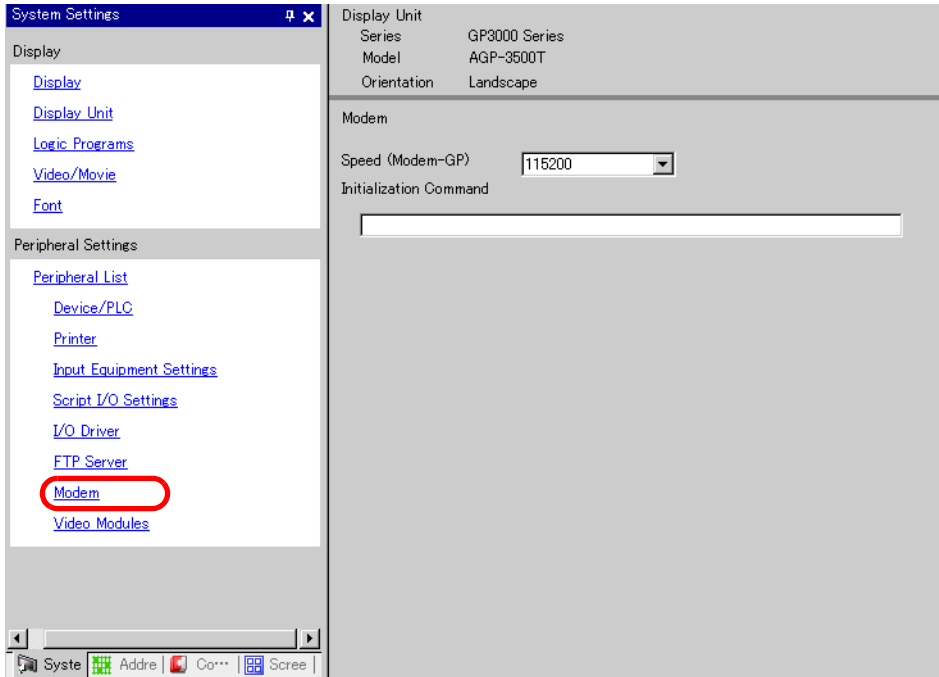 System Settings
Display
Display
Display Unit
Logic Programs
Video/Movie
Font
Peripheral Settings
Peripheral List
Device/PLC
Printer
Input Equipment Settings
Script I/O Settings
I/O Driver
FTP Server
Modem
Video Modules
Syste
Addre
Co···
Scree
Display Unit
Series GP3000 Series
Model AGP-3500T
Orientation Landscape
Modem
Speed (Modem-GP) 115200
Initialization Command